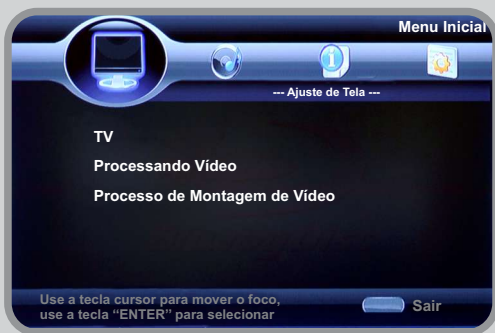 Menu Inicial
--- Ajuste de Tela ---
TV
Processando Vídeo
Processo de Montagem de Vídeo
Use a tecla cursor para mover o foco,
use a tecla “ENTER” para selecionar
Sair